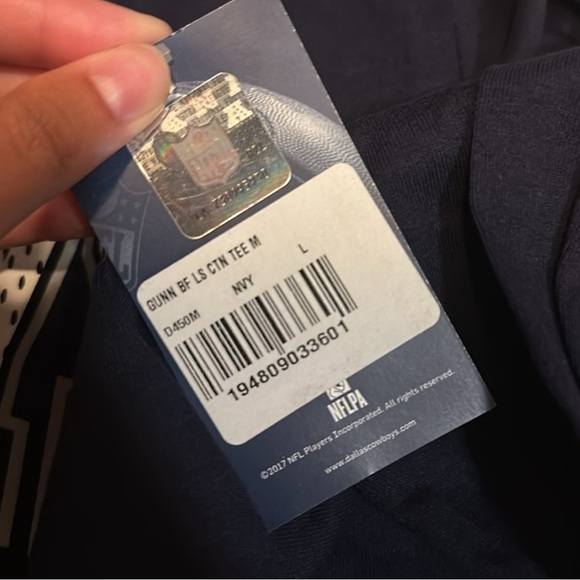 GUNN BF LS CTN TEE M
D450M NVY L
194809033601
NFLPA
©2017 NFL Players Incorporated. All rights reserved.
www.dallascowboys.com